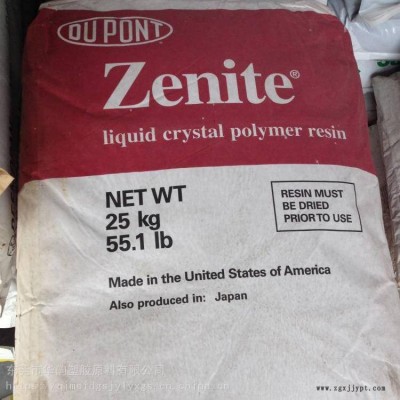 DU PONT
Zenite®
liquid crystal polymer resin
NET WT
25 kg
55.1 lb
RESIN MUST
BE DRIED
PRIOR TO USE
Made in the United States of America
Also produced in: Japan
www.zgxjjypt.com